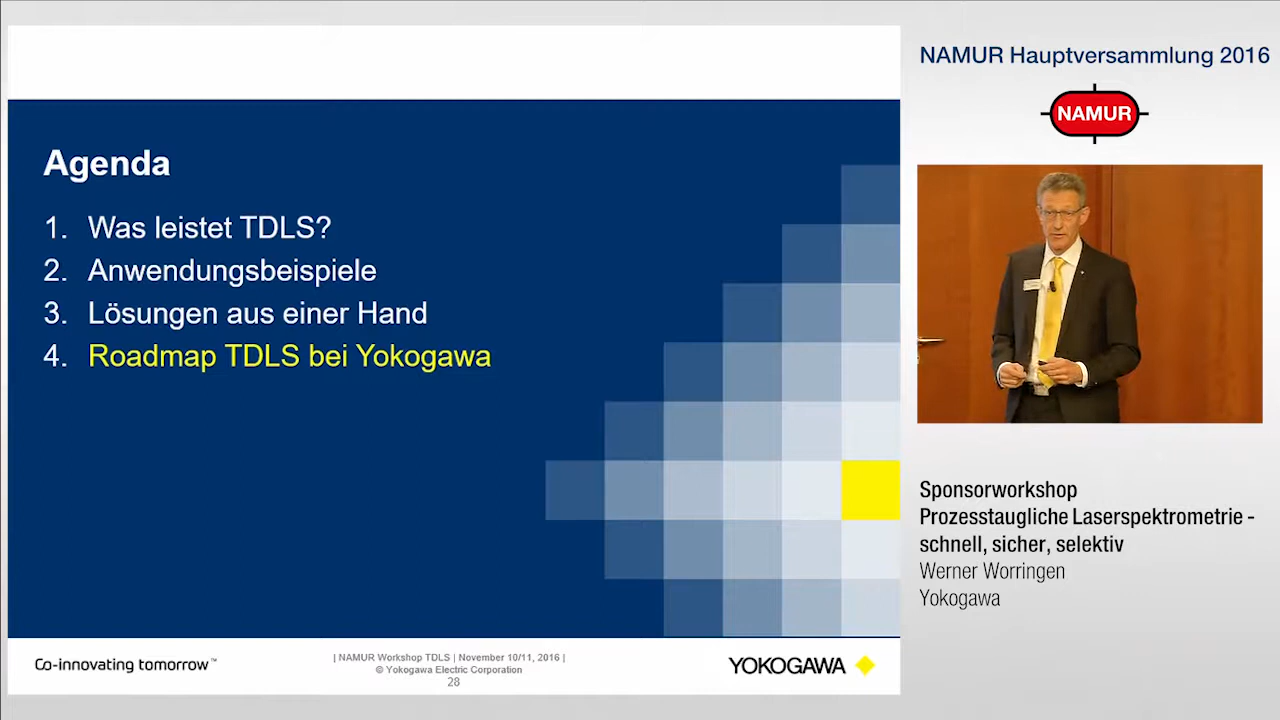 Agenda
1. Was leistet TDLS?
2. Anwendungsbeispiele
3. Lösungen aus einer Hand
4. Roadmap TDLS bei Yokogawa
Co-innovating tomorrow™
| NAMUR Workshop TDLS | November 10/11, 2016 |
© Yokogawa Electric Corporation
28
YOKOGAWA
NAMUR Hauptversammlung 2016
NAMUR
Sponsorworkshop
Prozesstaugliche Laserspektrometrie -
schnell, sicher, selektiv
Werner Worringen
Yokogawa